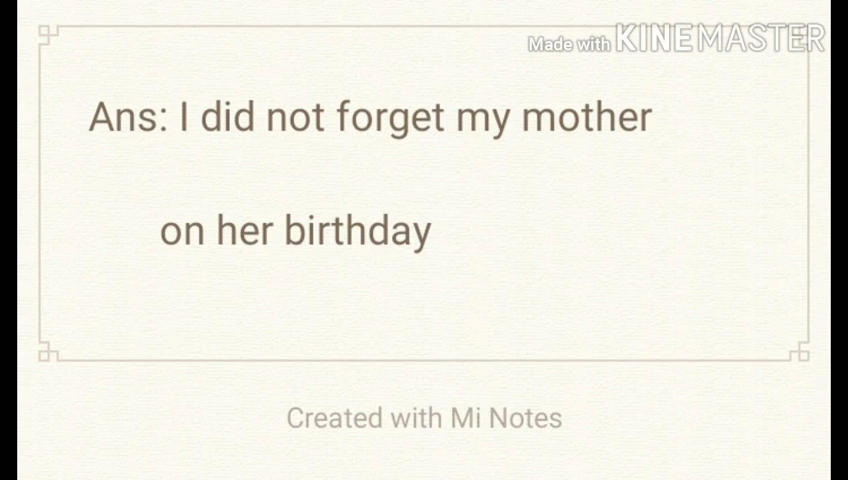 Made with KINEMASTER
Ans: I did not forget my mother
on her birthday
Created with Mi Notes